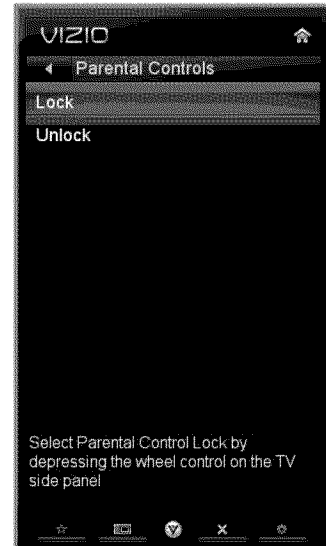 VIZIO
Parental Controls
Lock
Unlock
Select Parental Control Lock by
depressing the wheel control on the TV
side panel